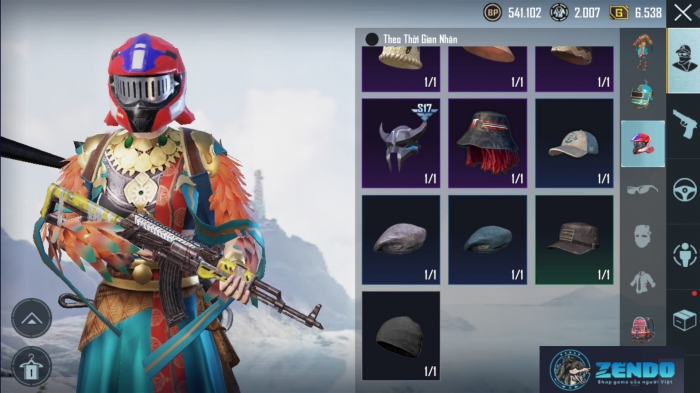 BP 541.102 AG 2.007 G 6.538
Theo Thời Gian Nhận
1/1 1/1 1/1
S17
1/1 1/1 1/1
1/1 1/1 1/1
1/1
1
ZENDO
Shop game của người Việt